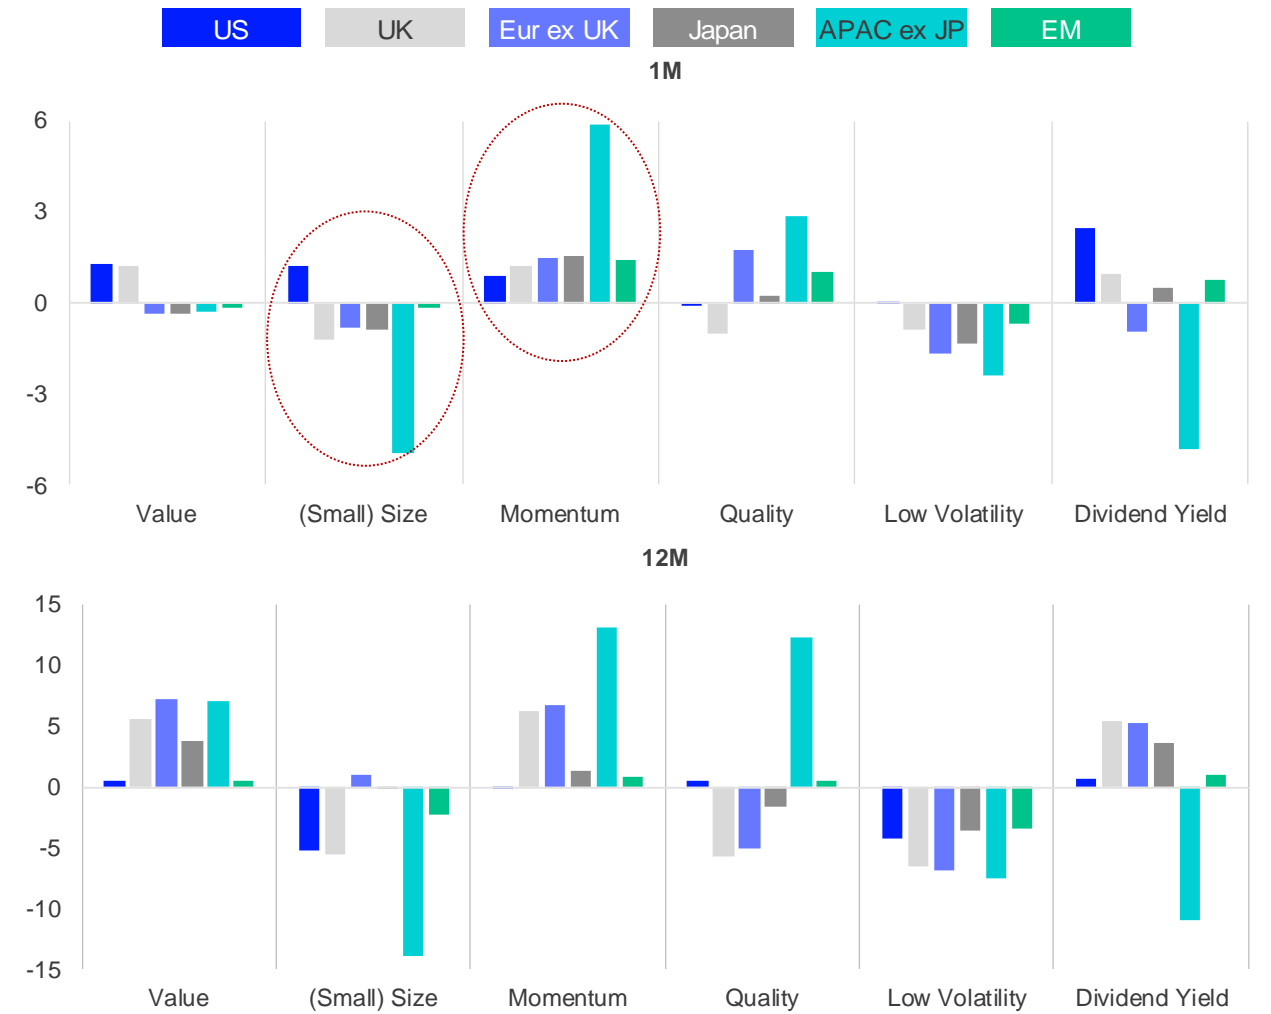 US UK Eur ex UK Japan APAC ex JP EM
1M
6
3
0
-3
-6
Value (Small) Size Momentum Quality Low Volatility Dividend Yield
12M
15
10
5
0
-5
-10
-15
Value (Small) Size Momentum Quality Low Volatility Dividend Yield